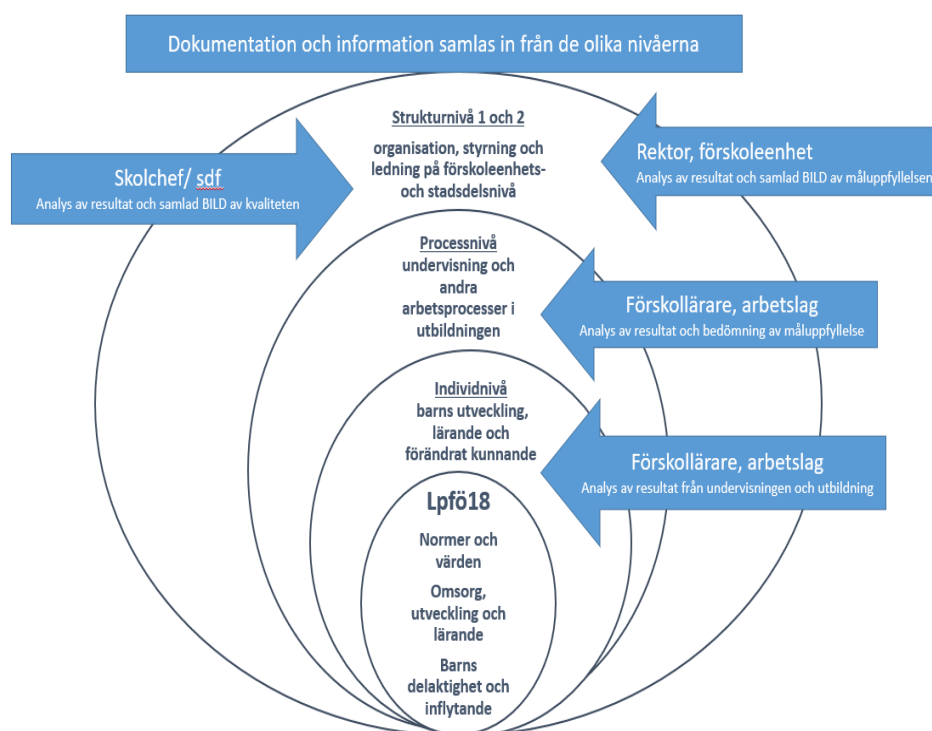 Dokumentation och information samlas in från de olika nivåerna
Strukturnivå 1 och 2
organisation, styrning och
ledning på förskoleenhets-
och stadsdelsnivå
Skolchef/ sdf
Analys av resultat och samlad BILD av kvaliteten
Rektor, förskoleenhet
Analys av resultat och samlad BILD av måluppfyllelsen
Processnivå
undervisning och
andra
arbetsprocesser i
utbildningen
Förskollärare, arbetslag
Analys av resultat och bedömning av måluppfyllelse
Individnivå
barns utveckling,
lärande och
förändrat kunnande
Förskollärare, arbetslag
Analys av resultat från undervisningen och utbildning
Lpfö18
Normer och
värden
Omsorg,
utveckling och
lärande
Barns
delaktighet och
inflytande